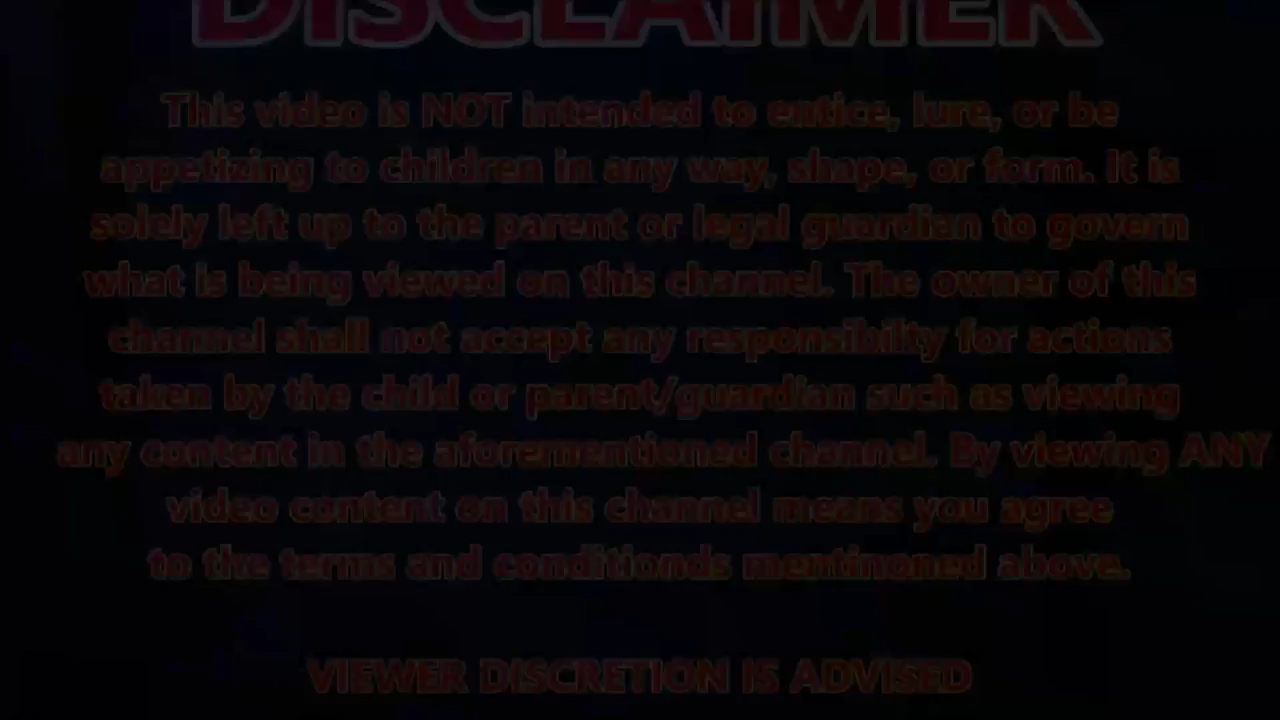 DISCLAIMER
This video is NOT intended to entice, lure, or be
appetizing to children in any way, shape, or form. It is
solely left up to the parent or legal guardian to govern
what is being viewed on this channel. The owner of this
channel shall not accept any responsibilty for actions
taken by the child or parent/guardian such as viewing
any content in the aforementioned channel. By viewing ANY
video content on this channel means you agree
to the terms and conditionds mentinoned above.
VIEWER DISCRETION IS ADVISED